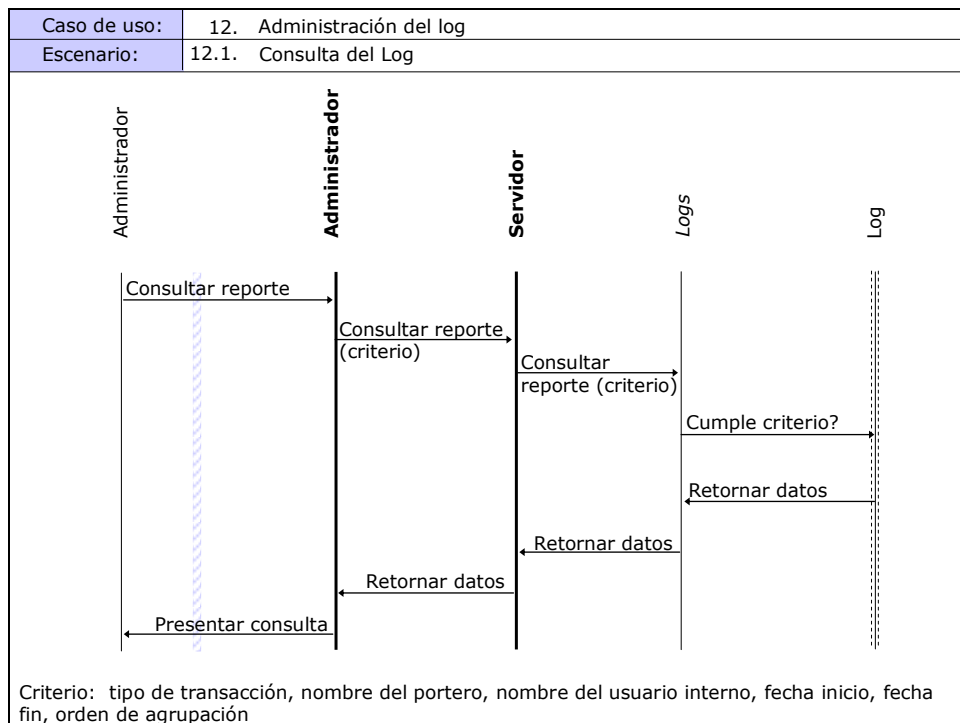 Caso de uso: 12. Administración del log
Escenario: 12.1. Consulta del Log
Administrador
Administrador
Servidor
Logs
Log
Consultar reporte
Consultar reporte
(criterio)
Consultar
reporte (criterio)
Cumple criterio?
Retornar datos
Retornar datos
Retornar datos
Presentar consulta
Criterio: tipo de transacción, nombre del portero, nombre del usuario interno, fecha inicio, fecha
fin, orden de agrupación